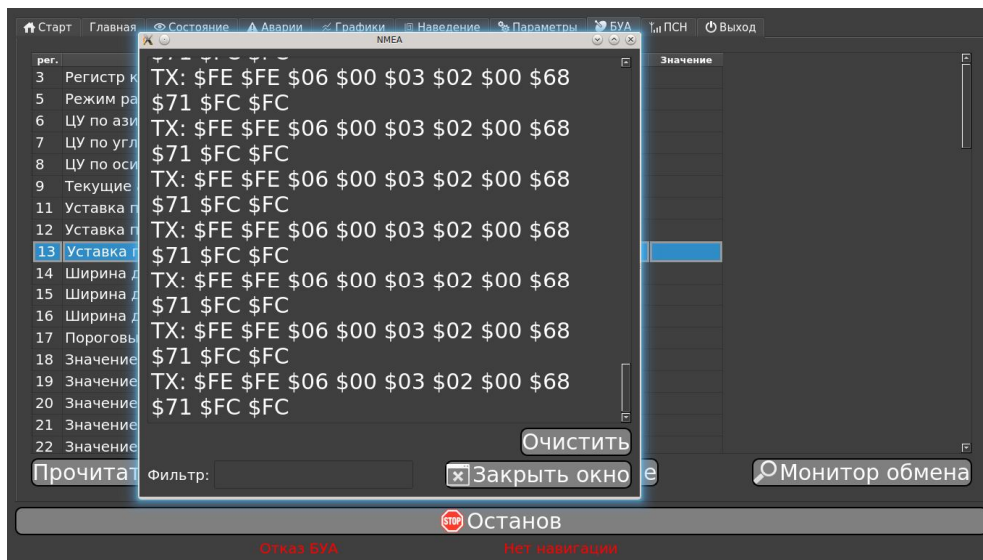 Старт Главная Состояние Аварии Графики Наведение Параметры БУА ПСН Выход
NMEA
рег. Значение
TX: $FE $FE $06 $00 $03 $02 $00 $68
3 Регистр к
$71 $FC $FC
5 Режим ра
TX: $FE $FE $06 $00 $03 $02 $00 $68
6 ЦУ по ази
$71 $FC $FC
7 ЦУ по угл
8 ЦУ по оси
TX: $FE $FE $06 $00 $03 $02 $00 $68
9 Текущие
$71 $FC $FC
11 Уставка п
TX: $FE $FE $06 $00 $03 $02 $00 $68
12 Уставка п
$71 $FC $FC
13 Уставка п
TX: $FE $FE $06 $00 $03 $02 $00 $68
14 Ширина д
$71 $FC $FC
15 Ширина д
16 Ширина д
TX: $FE $FE $06 $00 $03 $02 $00 $68
17 Пороговы
$71 $FC $FC
18 Значение
TX: $FE $FE $06 $00 $03 $02 $00 $68
19 Значение
$71 $FC $FC
20 Значение
21 Значение
22 Значение
Очистить
Прочитат Фильтр: Закрыть окно е Монитор обмена
STOP Останов
Отказ БУА Нет навигации